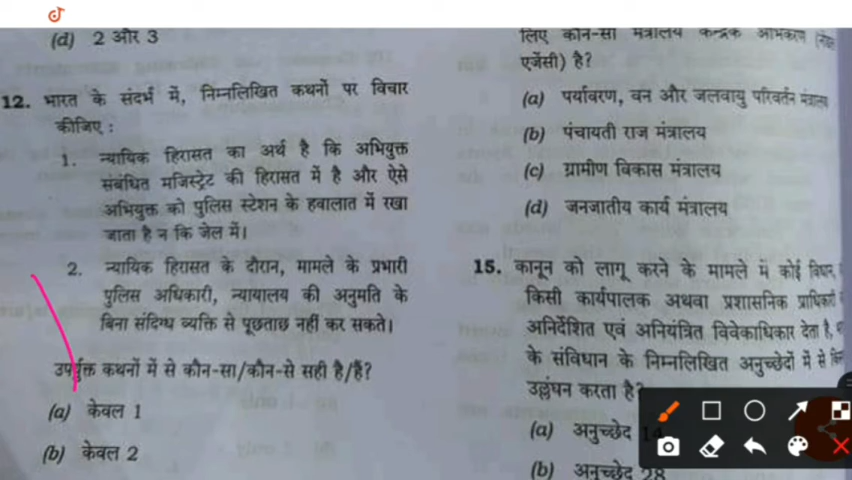 (d) 2 और 3
12. भारत के संदर्भ में, निम्नलिखित कथनों पर विचार
कीजिए :
1. न्यायिक हिरासत का अर्थ है कि अभियुक्त
संबंधित मजिस्ट्रेट की हिरासत में है और ऐसे
अभियुक्त को पुलिस स्टेशन के हवालात में रखा
जाता है न कि जेल में।
2. न्यायिक हिरासत के दौरान, मामले के प्रभारी
पुलिस अधिकारी, न्यायालय की अनुमति के
बिना संदिग्ध व्यक्ति से पूछताछ नहीं कर सकते।
उपर्युक्त कथनों में से कौन-सा/कौन-से सही है/हैं?
(a) केवल 1
(b) केवल 2
लिए कौन-सा मंत्रालय केन्द्रक अभिकरण
एजेंसी) है?
(a) पर्यावरण, वन और जलवायु परिवर्तन मंत्रालय
(b) पंचायती राज मंत्रालय
(c) ग्रामीण विकास मंत्रालय
(d) जनजातीय कार्य मंत्रालय
15. कानून को लागू करने के मामले में कोई विधान,
किसी कार्यपालक अथवा प्रशासनिक प्राधिकारी
अनिर्देशित एवं अनियंत्रित विवेकाधिकार देता है,
के संविधान के निम्नलिखित अनुच्छेदों में से
उल्लंघन करता है?
(a) अनुच्छेद 14
(b) अनुच्छेद 28